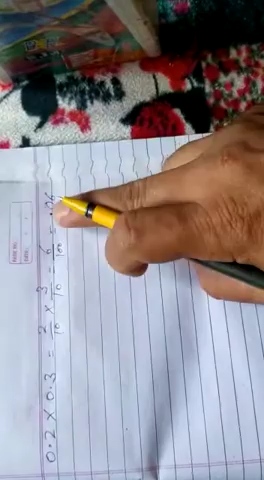 0.2 × 0.3 = 2/10 × 3/10 = 6/100 = .06